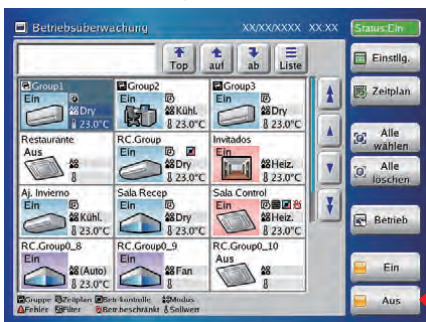 Betriebsüberwachung XX/XX/XXXX XX:XX Status:Ein
Top auf ab Liste
Einstllg.
Zeitplan
Alle wählen
Alle löschen
Betrieb
Ein
Aus
Group1 Group2 Group3
Ein Ein Ein
Dry Kühl. Dry
23.0°C 23.0°C 23.0°C
Restaurante RC.Group Invitados
Aus Ein Ein
Dry Heiz.
23.0°C 23.0°C
Aj. Invierno Sala Recep Sala Control
Ein Ein Ein
Kühl. Dry Heiz.
23.0°C 23.0°C 23.0°C
RC.Group0_8 RC.Group0_9 RC.Group0_10
Ein Ein Aus
(Auto) Fan
23.0°C
Gruppe Zeitplan Betr-kontrolle Modus
Fehler Filter Betr.beschränkt Sollwert